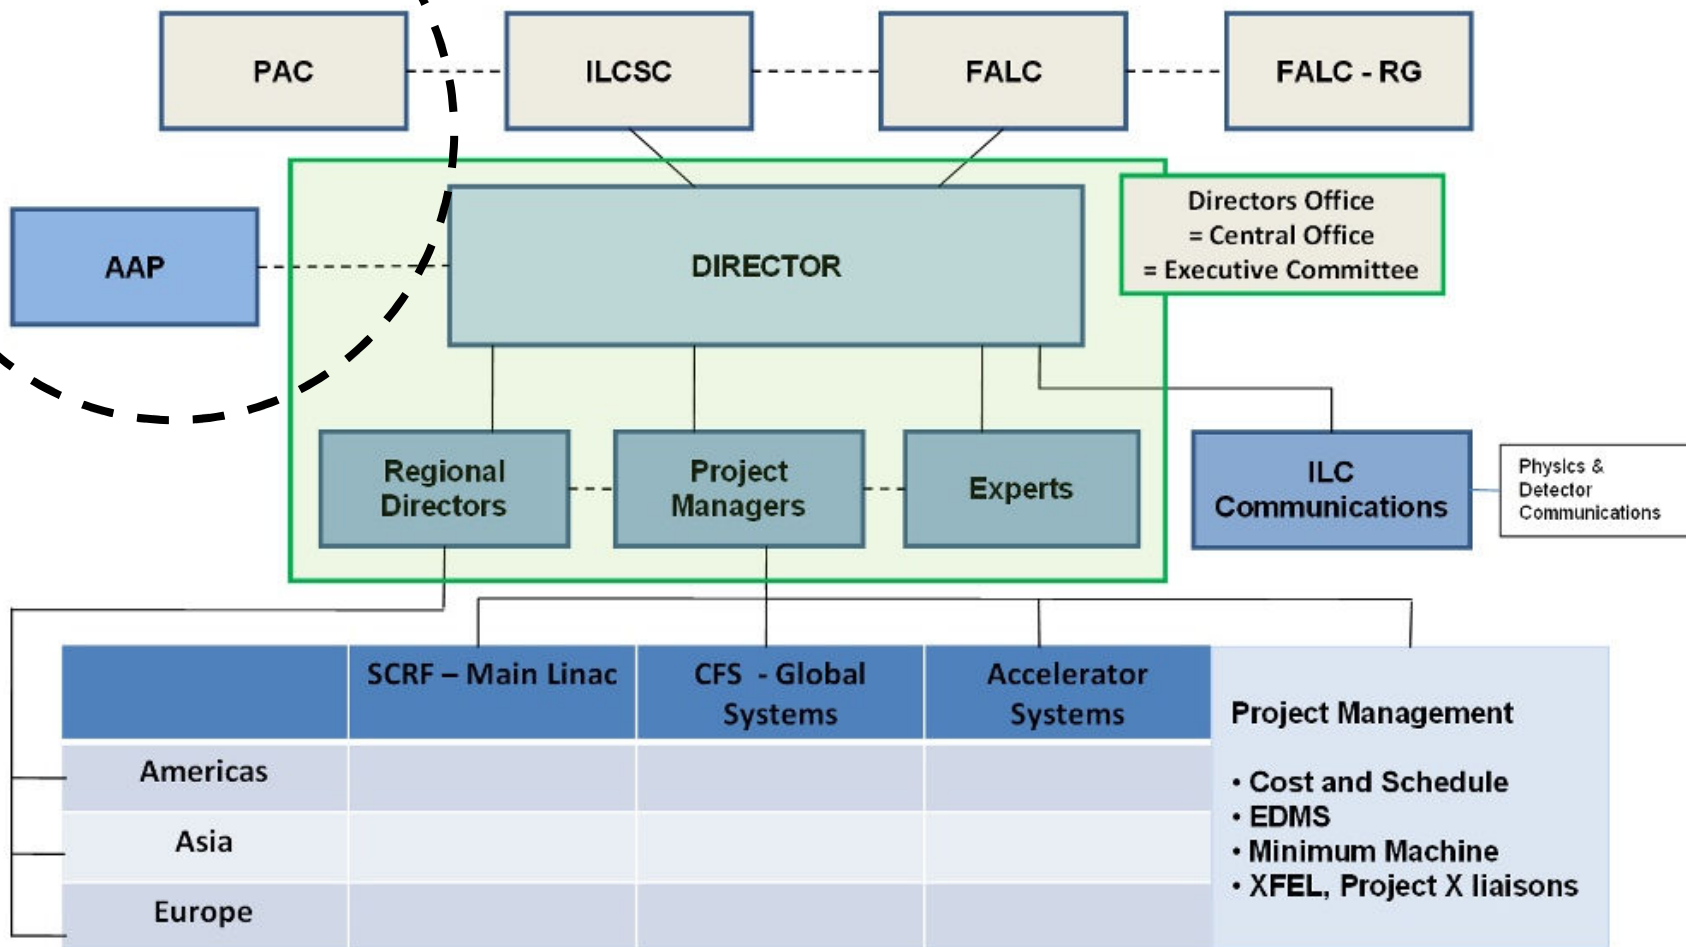 PAC
ILCSC
FALC
FALC - RG
AAP
DIRECTOR
Directors Office
= Central Office
= Executive Committee
Regional
Directors
Project
Managers
Experts
ILC
Communications
Physics &
Detector
Communications
SCRF – Main Linac
CFS - Global
Systems
Accelerator
Systems
Project Management
• Cost and Schedule
• EDMS
• Minimum Machine
• XFEL, Project X liaisons
Americas
Asia
Europe